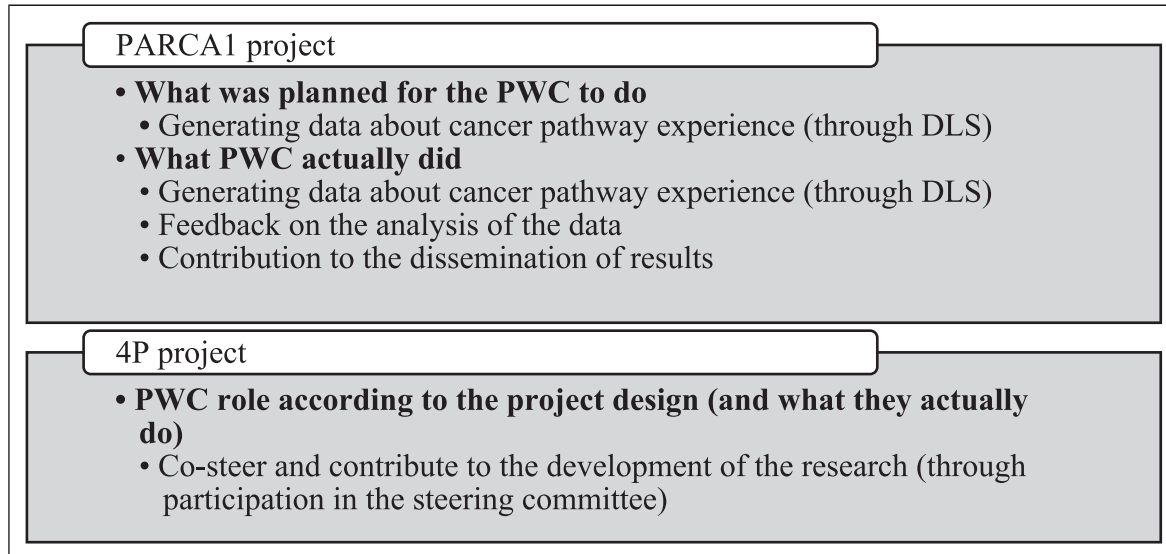 PARCA1 project
• What was planned for the PWC to do
• Generating data about cancer pathway experience (through DLS)
• What PWC actually did
• Generating data about cancer pathway experience (through DLS)
• Feedback on the analysis of the data
• Contribution to the dissemination of results
4P project
• PWC role according to the project design (and what they actually
do)
• Co-steer and contribute to the development of the research (through
participation in the steering committee)